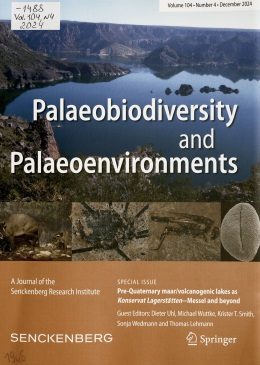 -1488
Vol. 104, N4
2024
Volume 104 • Number 4 • December 2024
Palaeobiodiversity
and
Palaeoenvironments
A Journal of the
Senckenberg Research Institute
SPECIAL ISSUE
Pre-Quaternary maar/volcanogenic lakes as
Konservat Lagerstätten—Messel and beyond
Guest Editors: Dieter Uhl, Michael Wuttke, Krister T. Smith,
Sonja Wedmann and Thomas Lehmann
SENCKENBERG
Springer